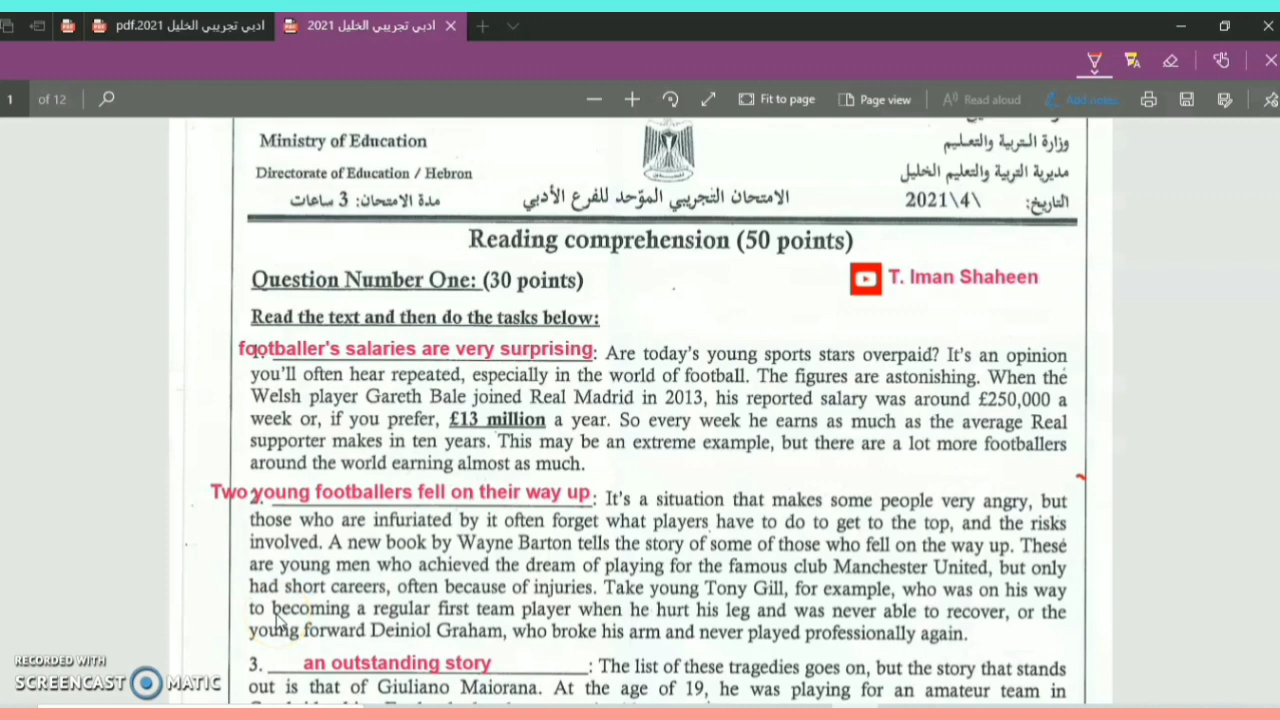 ادبي تجريبي الخليل 2021.pdf
ادبي تجريبي الخليل 2021
1 of 12
Fit to page
Page view
Read aloud
Add notes
Ministry of Education
وزارة التربية والتعليم
Directorate of Education / Hebron
مديرية التربية والتعليم الخليل
مدة الامتحان: 3 ساعات
الامتحان التجريبي الموّحد للفرع الأدبي
التاريخ: \4\2021
Reading comprehension (50 points)
Question Number One: (30 points)
T. Iman Shaheen
Read the text and then do the tasks below:
footballer's salaries are very surprising: Are today's young sports stars overpaid? It's an opinion
you'll often hear repeated, especially in the world of football. The figures are astonishing. When the
Welsh player Gareth Bale joined Real Madrid in 2013, his reported salary was around £250,000 a
week or, if you prefer, £13 million a year. So every week he earns as much as the average Real
supporter makes in ten years. This may be an extreme example, but there are a lot more footballers
around the world earning almost as much.
Two young footballers fell on their way up: It's a situation that makes some people very angry, but
those who are infuriated by it often forget what players have to do to get to the top, and the risks
involved. A new book by Wayne Barton tells the story of some of those who fell on the way up. These
are young men who achieved the dream of playing for the famous club Manchester United, but only
had short careers, often because of injuries. Take young Tony Gill, for example, who was on his way
to becoming a regular first team player when he hurt his leg and was never able to recover, or the
young forward Deiniol Graham, who broke his arm and never played professionally again.
3. an outstanding story: The list of these tragedies goes on, but the story that stands
out is that of Giuliano Maiorana. At the age of 19, he was playing for an amateur team in
RECORDED WITH
SCREENCAST MATIC